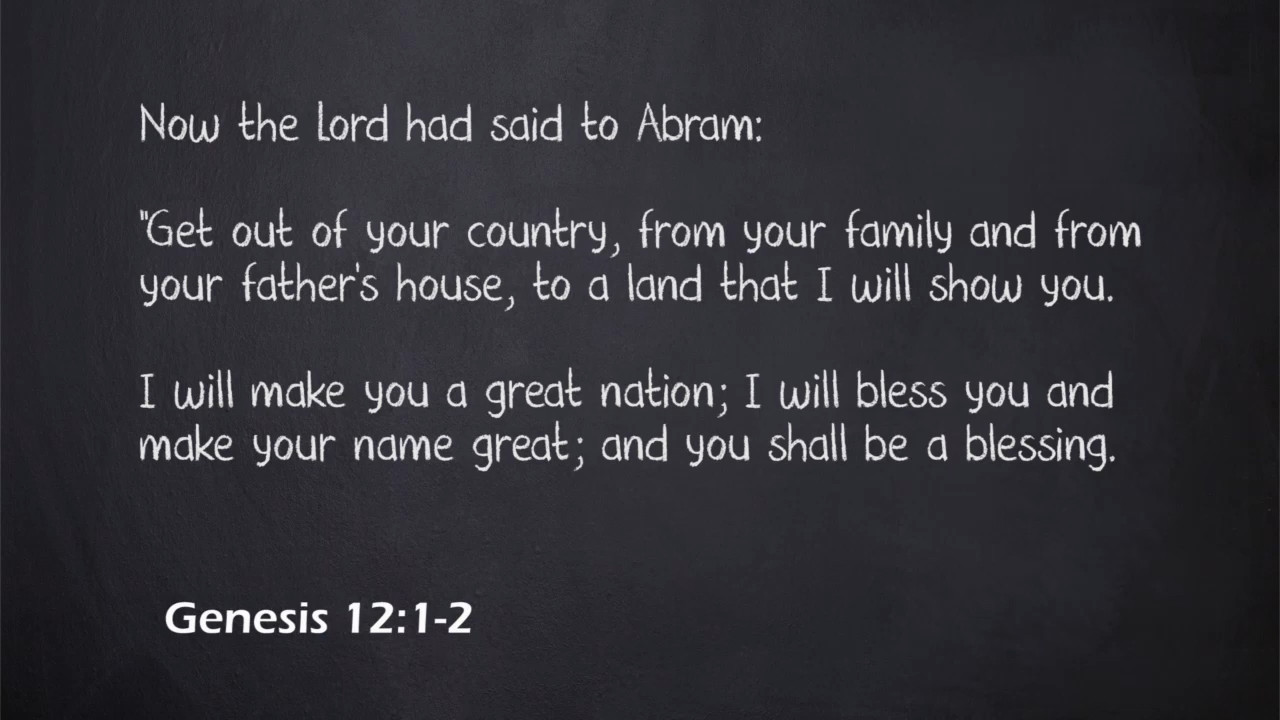 Now the Lord had said to Abram:
"Get out of your country, from your family and from
your father's house, to a land that I will show you.
I will make you a great nation; I will bless you and
make your name great; and you shall be a blessing.
Genesis 12:1-2